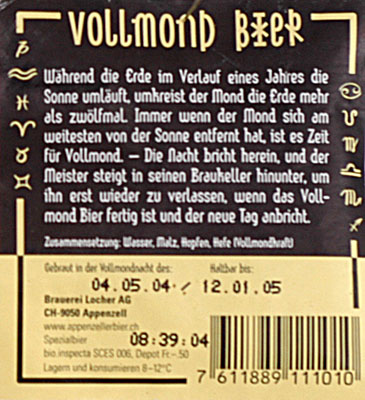 VOLLMOND BIER
Während die Erde im Verlauf eines Jahres die
Sonne umläuft, umkreist der Mond die Erde mehr
als zwölfmal. Immer wenn der Mond sich am
weitesten von der Sonne entfernt hat, ist es Zeit
für Vollmond. – Die Nacht bricht herein, und der
Meister steigt in seinen Braukeller hinunter, um
ihn erst wieder zu verlassen, wenn das Voll-
mond Bier fertig ist und der neue Tag anbricht.
Zusammensetzung: Wasser, Malz, Hopfen, Hefe (Vollmondkraft)
Gebraut in der Vollmondnacht des: Haltbar bis:
04.05.04 / 12.01.05
Brauerei Locher AG
CH-9050 Appenzell
www.appenzellerbier.ch
Spezialbier 08:39:04
bio.inspecta SCES 006, Depot Fr.-.50
Lagern und konsumieren 8–12°C
7 611889 111010